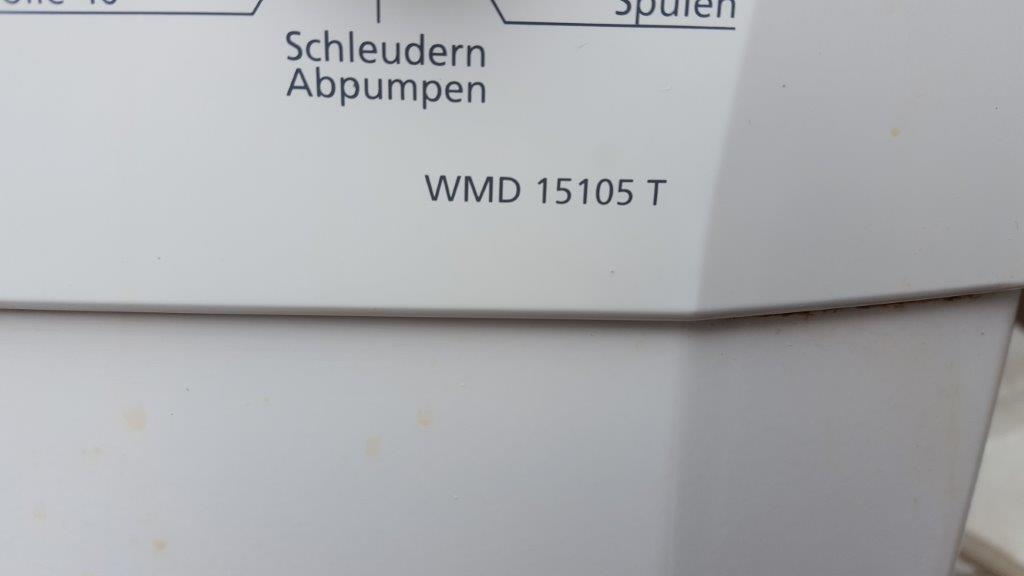 Spülen
Schleudern
Abpumpen
WMD 15105 T